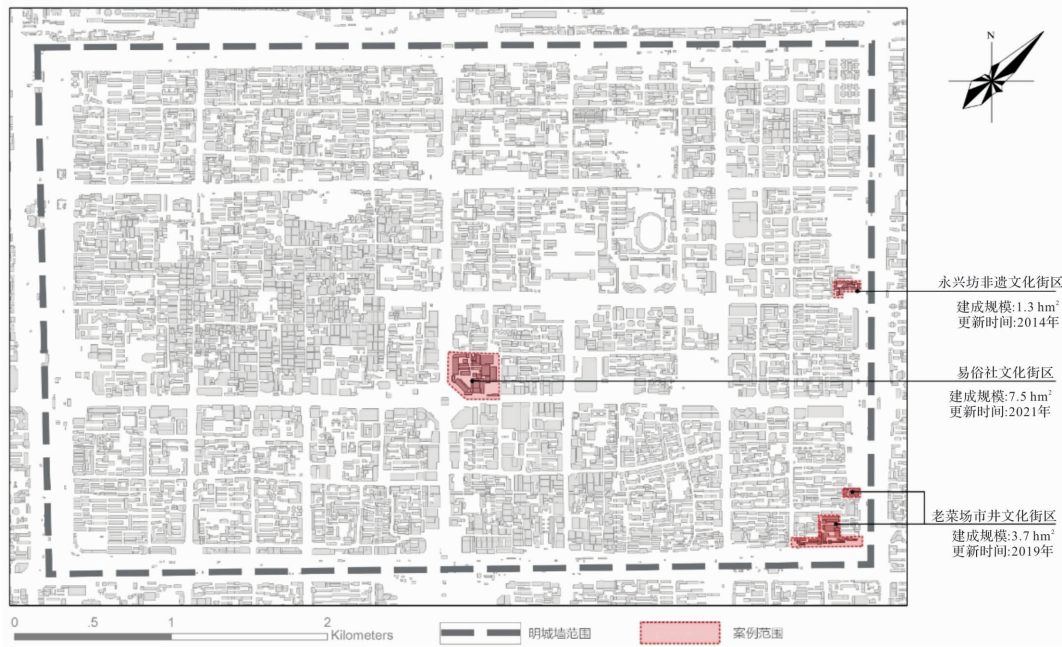 N
永兴坊非遗文化街区
建成规模:1.3 hm²
更新时间:2014年
易俗社文化街区
建成规模:7.5 hm²
更新时间:2021年
老菜场市井文化街区
建成规模:3.7 hm²
更新时间:2019年
0 .5 1 2
Kilometers
明城墙范围
案例范围